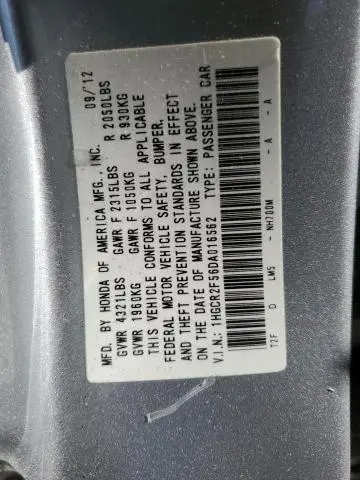 MFD. BY HONDA OF AMERICA MFG., INC. 09/'12
GVWR 4321LBS GAWR F 2315LBS R 2050LBS
GVWR 1960KG GAWR F 1050KG R 930KG
THIS VEHICLE CONFORMS TO ALL APPLICABLE
FEDERAL MOTOR VEHICLE SAFETY, BUMPER,
AND THEFT PREVENTION STANDARDS IN EFFECT
ON THE DATE OF MANUFACTURE SHOWN ABOVE.
V.I.N.: 1HGCR2F56DA016562 TYPE: PASSENGER CAR
T2F D LM5 - NH700M - A - A